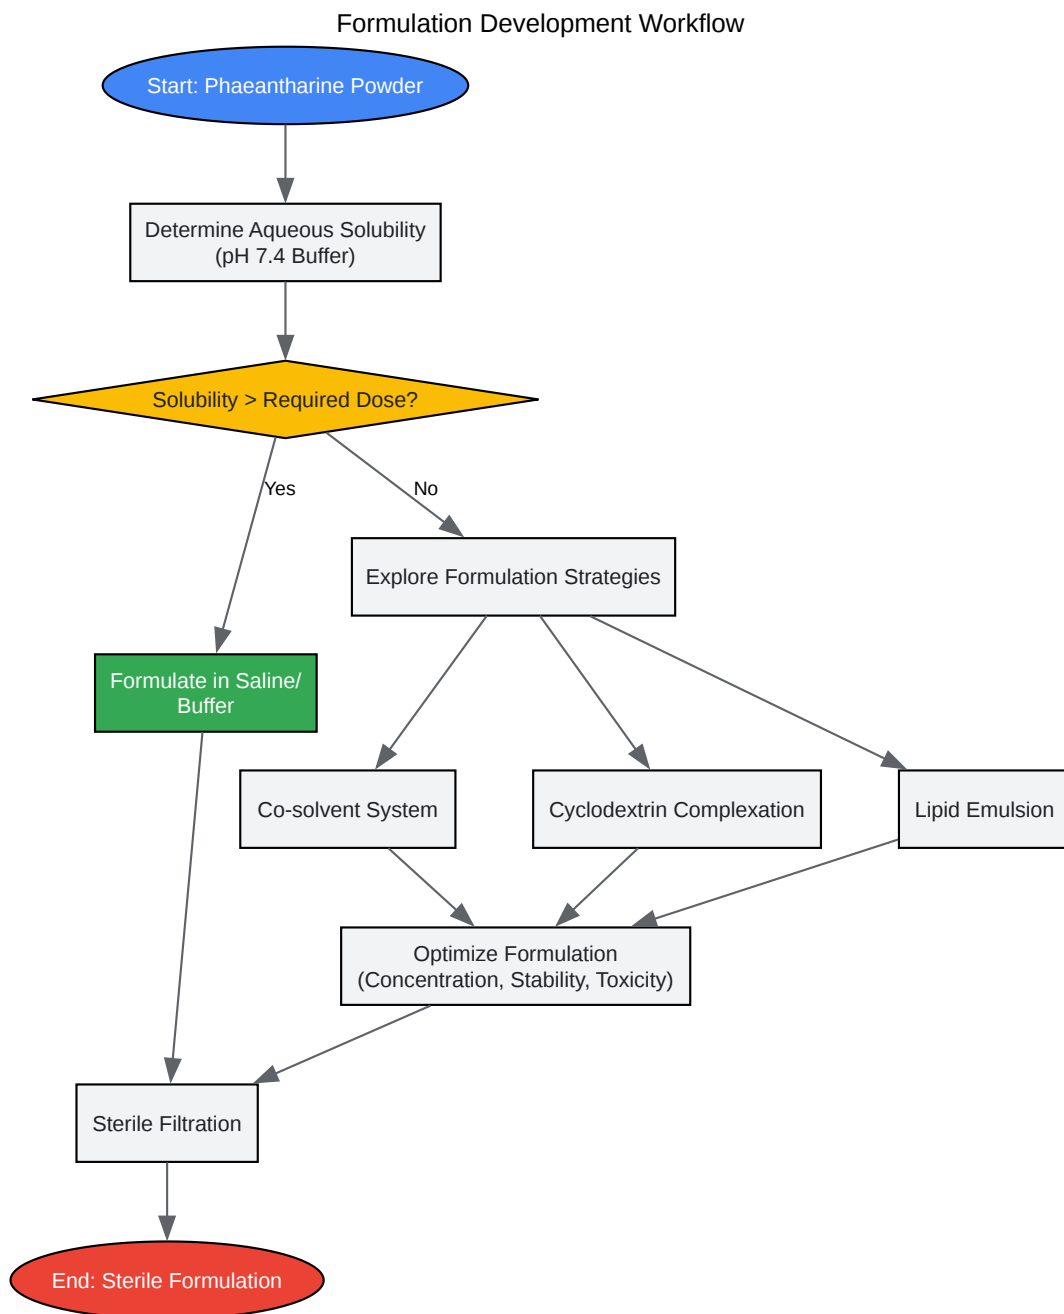 Formulation Development Workflow
Start: Phaeantharine Powder
Determine Aqueous Solubility
(pH 7.4 Buffer)
Solubility > Required Dose?
Yes
No
Explore Formulation Strategies
Formulate in Saline/
Buffer
Co-solvent System
Cyclodextrin Complexation
Lipid Emulsion
Optimize Formulation
(Concentration, Stability, Toxicity)
Sterile Filtration
End: Sterile Formulation